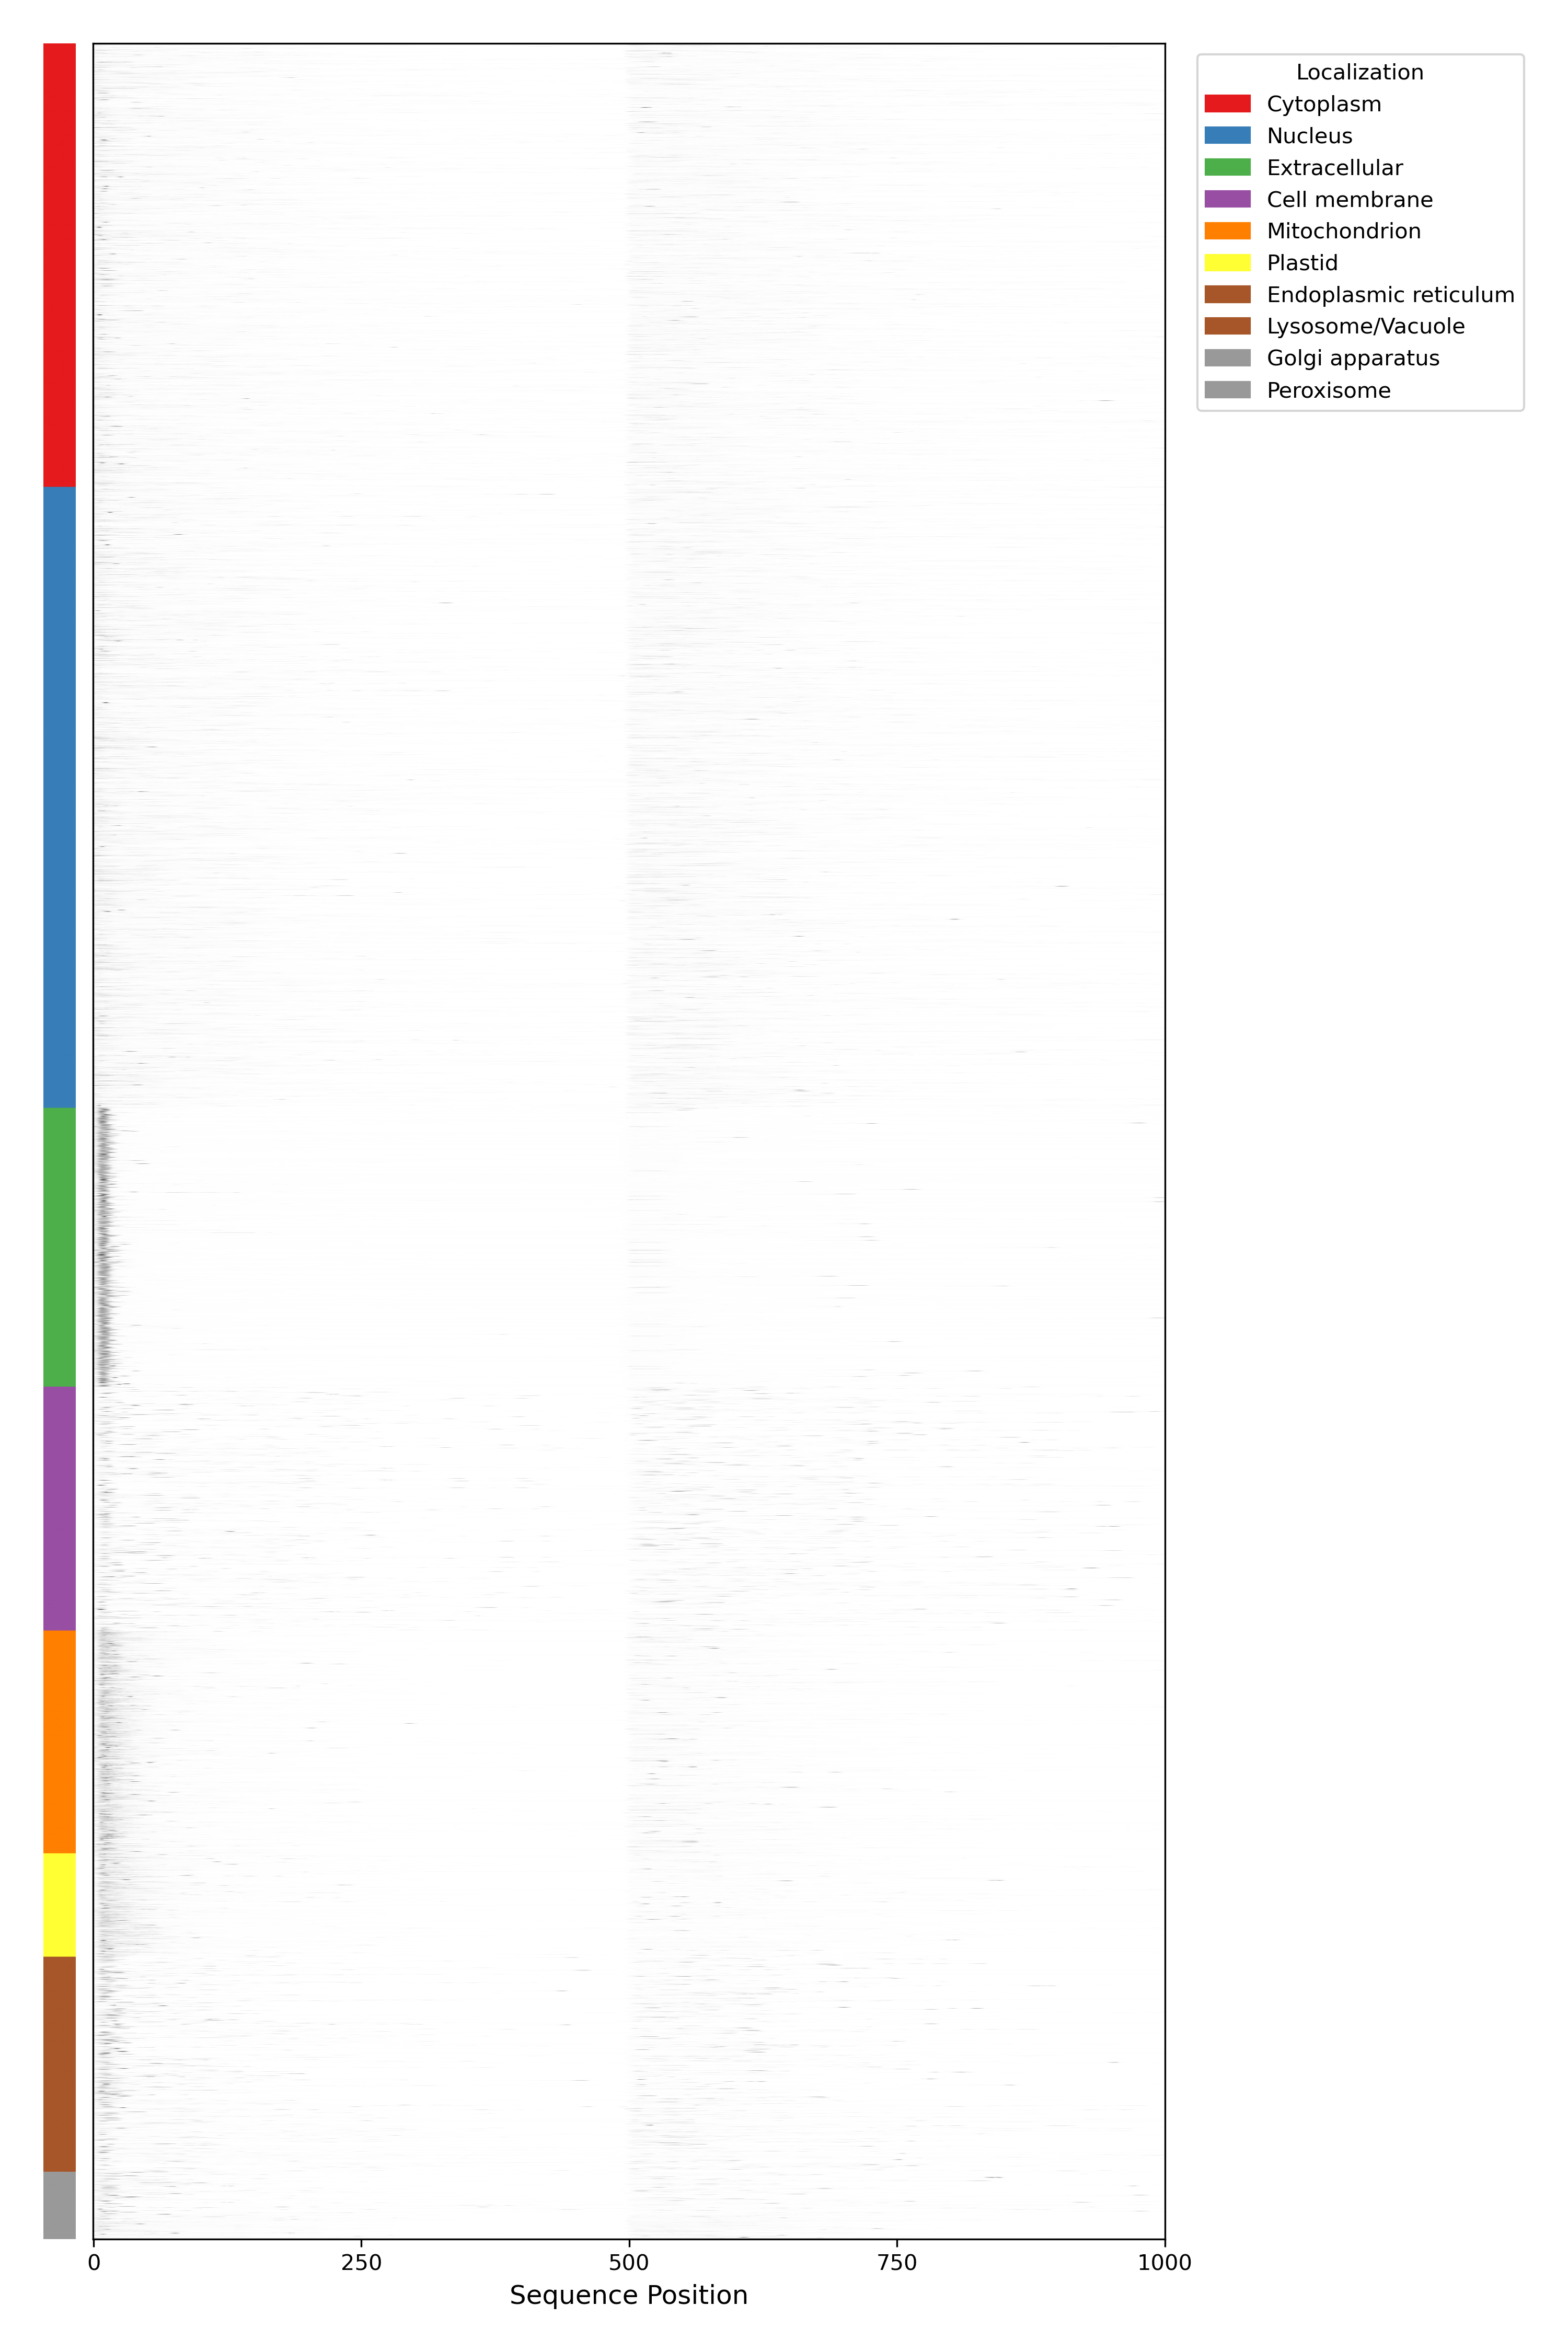 Localization
Cytoplasm
Nucleus
Extracellular
Cell membrane
Mitochondrion
Plastid
Endoplasmic reticulum
Lysosome/Vacuole
Golgi apparatus
Peroxisome
0 250 500 750 1000
Sequence Position